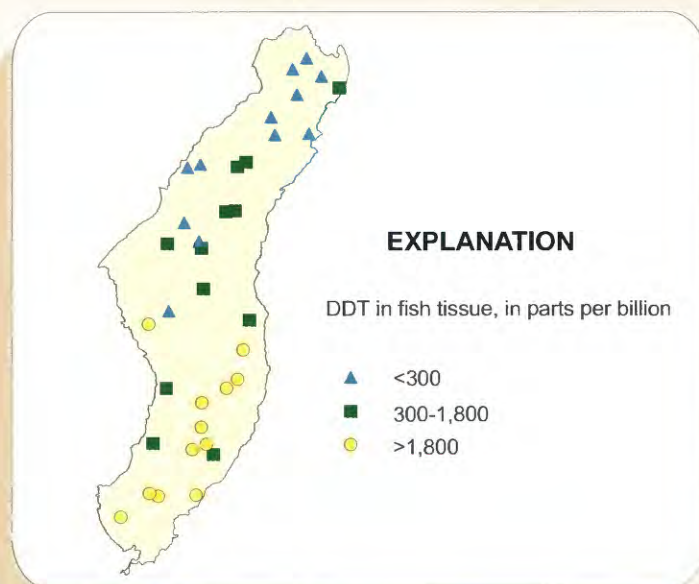 EXPLANATION
DDT in fish tissue, in parts per billion
<300
300-1,800
>1,800